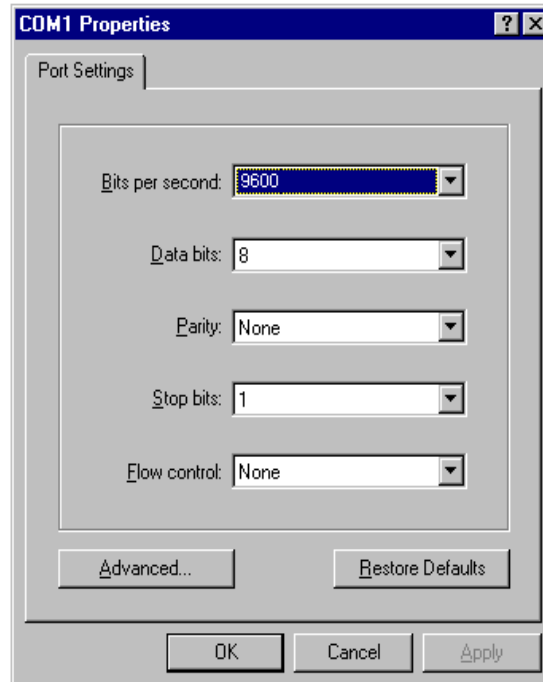 COM1 Properties
Port Settings
Bits per second: 9600
Data bits: 8
Parity: None
Stop bits: 1
Flow control: None
Advanced... Restore Defaults
OK Cancel Apply